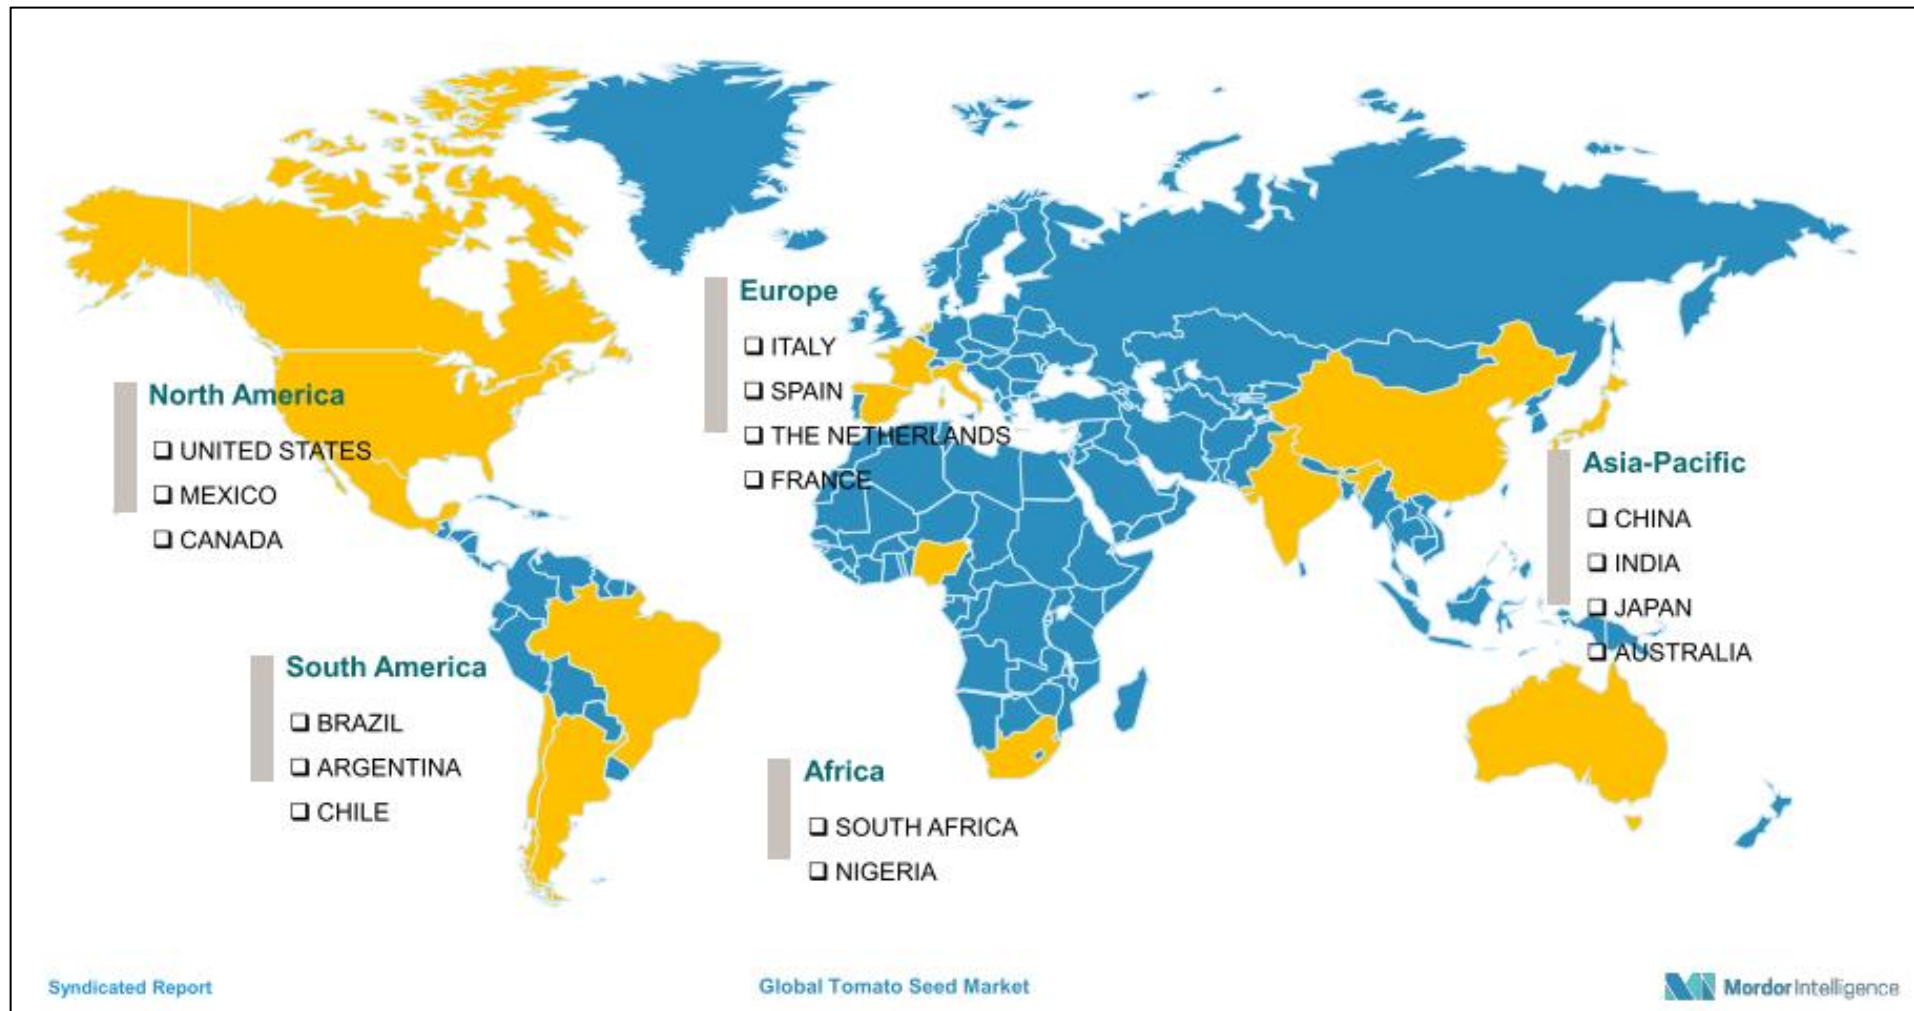 North America
❑ UNITED STATES
❑ MEXICO
❑ CANADA
South America
❑ BRAZIL
❑ ARGENTINA
❑ CHILE
Europe
❑ ITALY
❑ SPAIN
❑ THE NETHERLANDS
❑ FRANCE
Africa
❑ SOUTH AFRICA
❑ NIGERIA
Asia-Pacific
❑ CHINA
❑ INDIA
❑ JAPAN
❑ AUSTRALIA
Syndicated Report
Global Tomato Seed Market
Mordor Intelligence